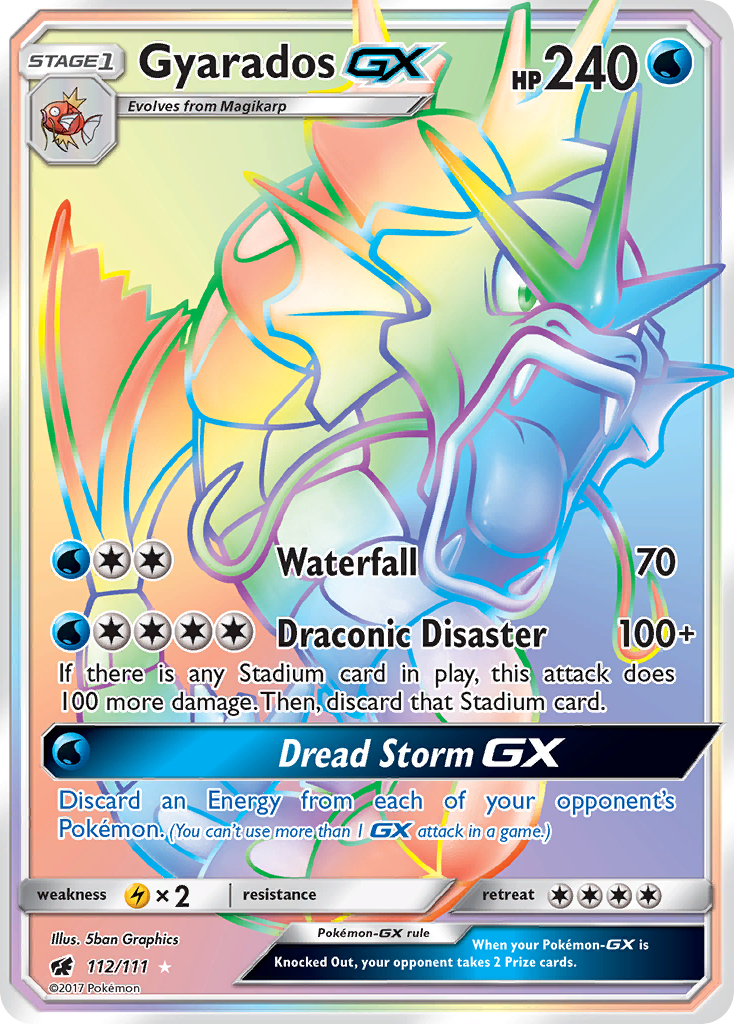 STAGE 1
Gyarados GX
HP 240
Evolves from Magikarp
Waterfall 70
Draconic Disaster 100+
If there is any Stadium card in play, this attack does
100 more damage. Then, discard that Stadium card.
Dread Storm GX
Discard an Energy from each of your opponent's
Pokémon. (You can't use more than 1 GX attack in a game.)
weakness × 2 resistance retreat
Illus. 5ban Graphics
112/111
©2017 Pokémon
Pokémon-GX rule
When your Pokémon-GX is
Knocked Out, your opponent takes 2 Prize cards.